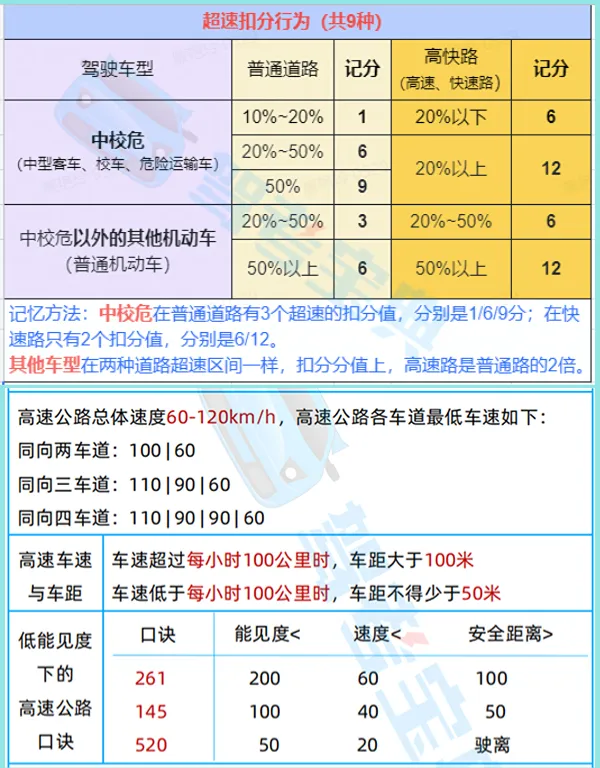 超速扣分行为（共9种）
驾驶车型 普通道路 记分 高快路 记分
（高速、快速路）
中校危
（中型客车、校车、危险运输车）
10%~20% 1 20%以下 6
20%~50% 6 20%以上 12
50% 9
中校危以外的其他机动车
（普通机动车）
20%~50% 3 20%~50% 6
50%以上 6 50%以上 12
记忆方法：中校危在普通道路有3个超速的扣分值，分别是1/6/9分；在快
速路只有2个扣分值，分别是6/12。
其他车型在两种道路超速区间一样，扣分分值上，高速路是普通路的2倍。
高速公路总体速度60-120km/h，高速公路各车道最低车速如下：
同向两车道：100|60
同向三车道：110|90|60
同向四车道：110|90|90|60
高速车速
与车距
车速超过每小时100公里时，车距大于100米
车速低于每小时100公里时，车距不得少于50米
低能见度
下的
高速公路
口诀
口诀 能见度< 速度< 安全距离>
261 200 60 100
145 100 40 50
520 50 20 驶离
驾考宝典
驾考宝